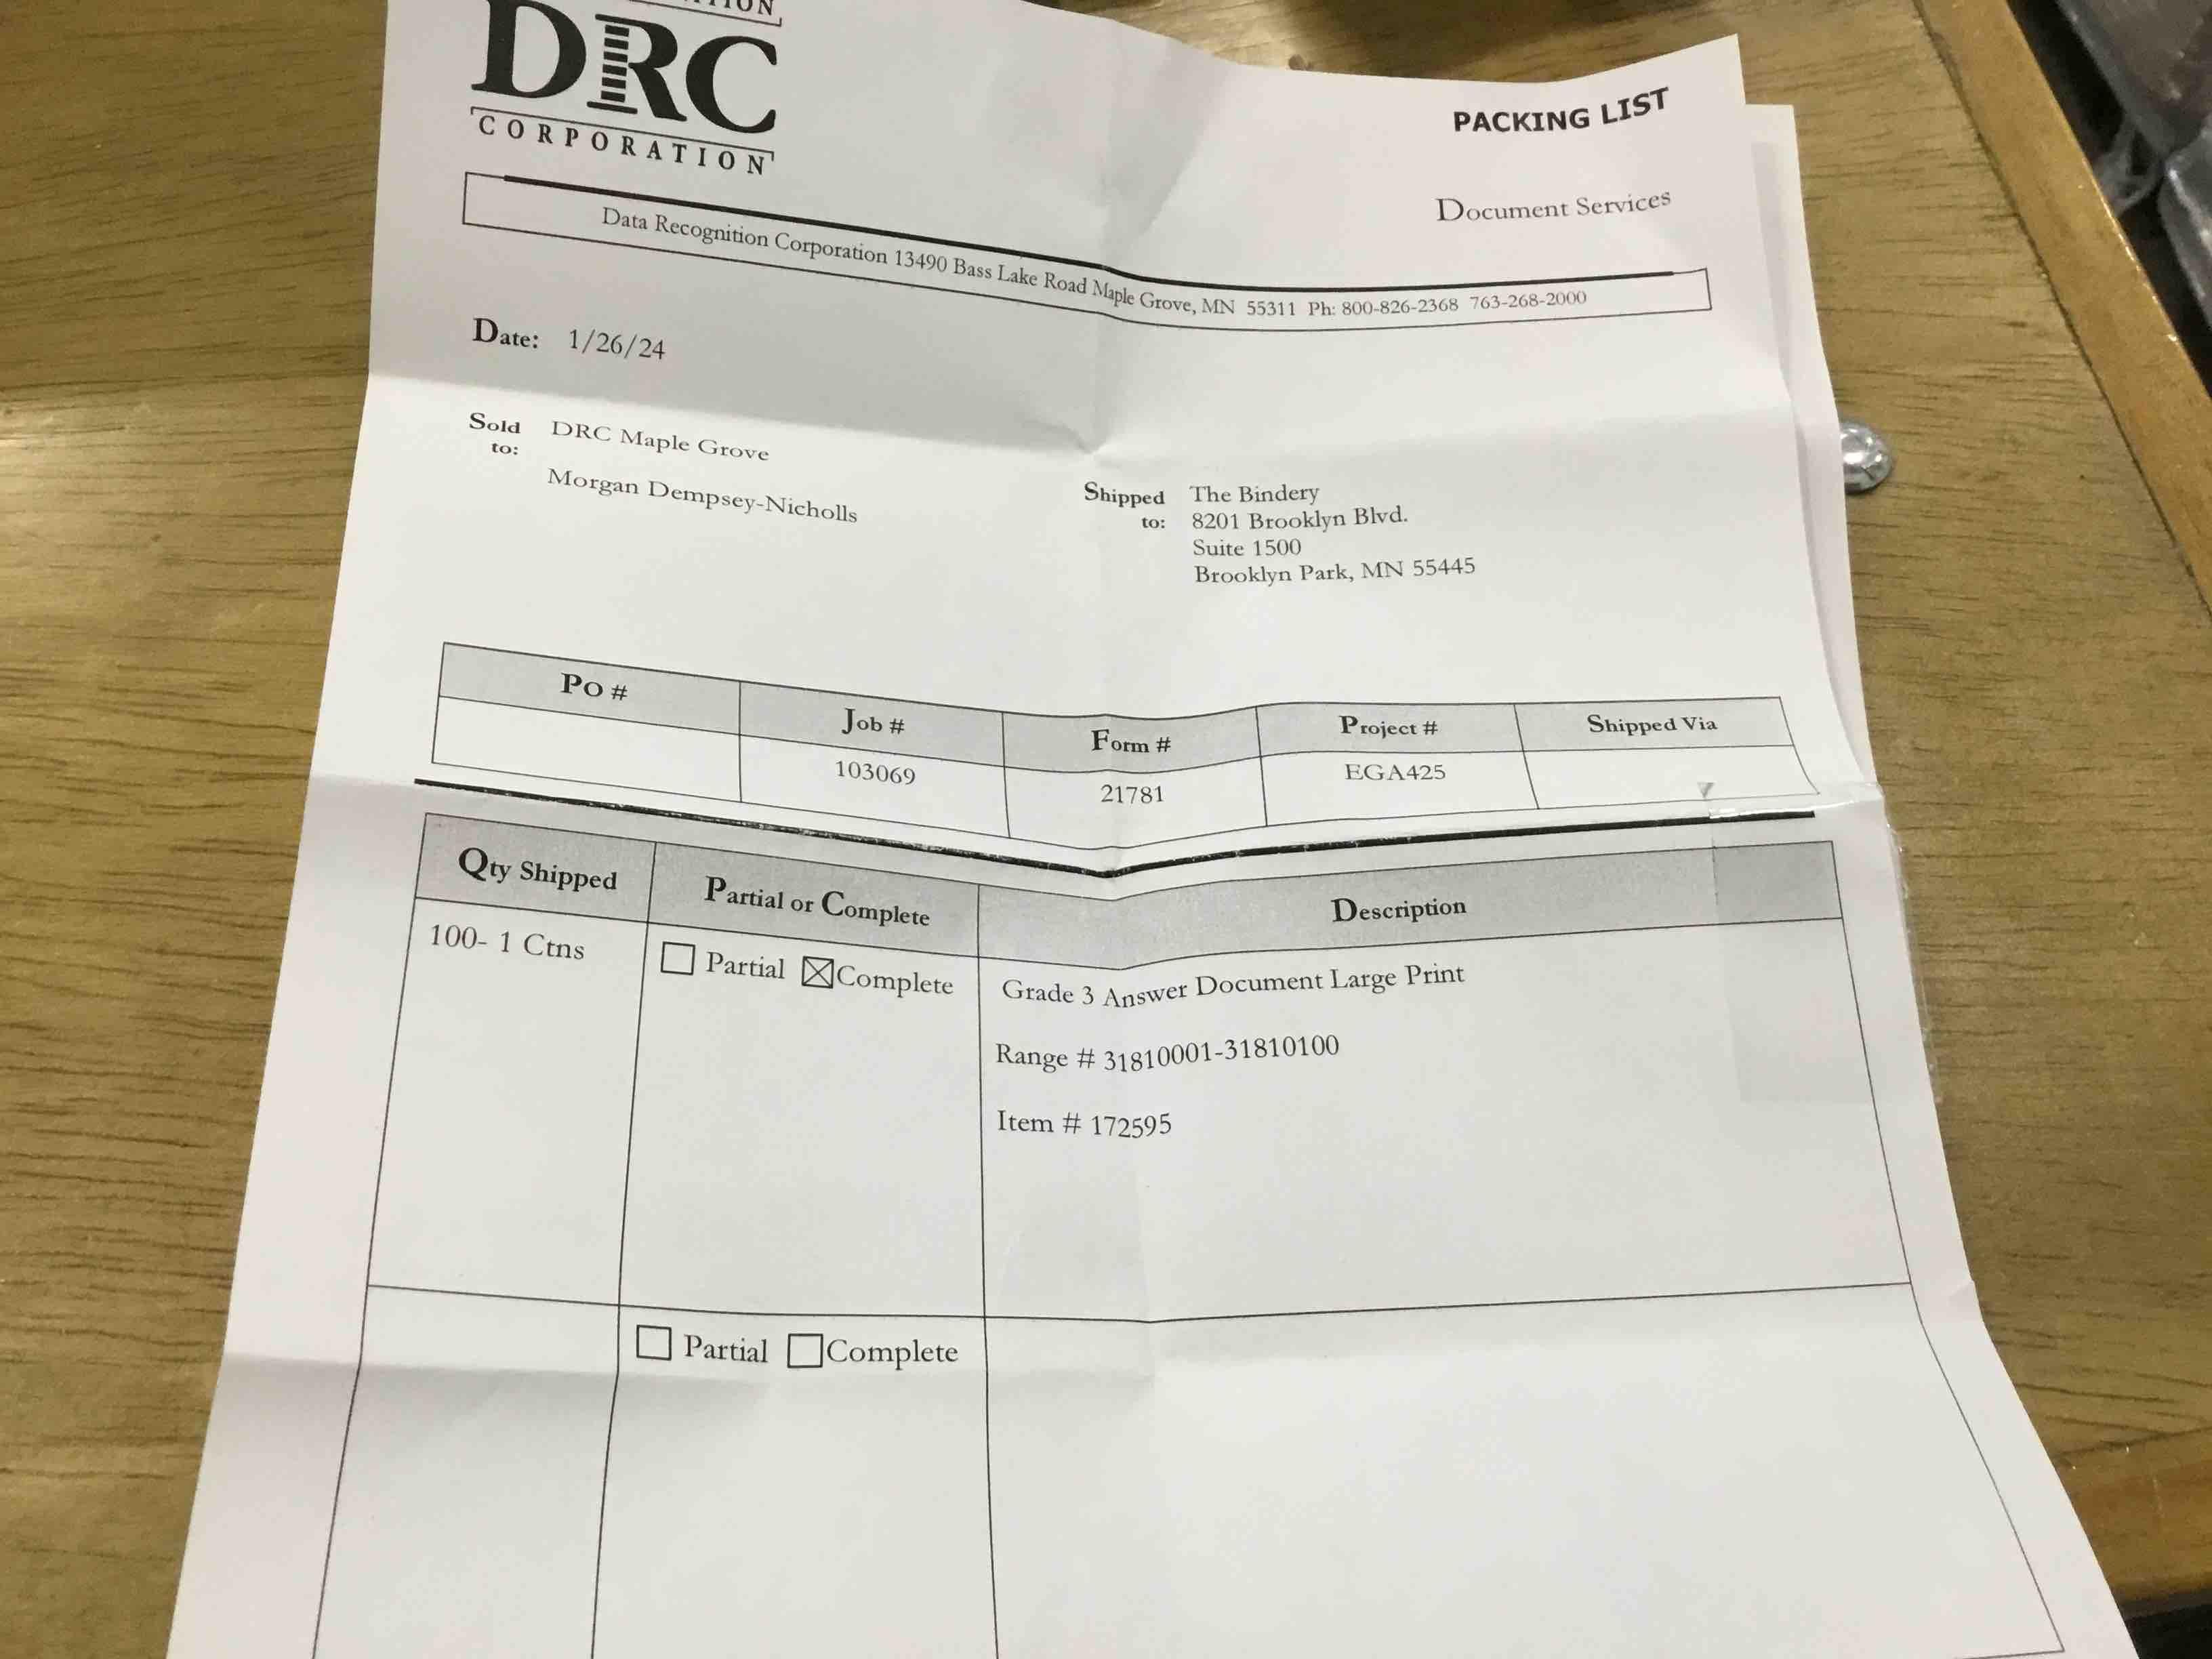 DRC
CORPORATION
PACKING LIST
Document Services
Data Recognition Corporation 13490 Bass Lake Road Maple Grove, MN 55311 Ph: 800-826-2368 763-268-2000
Date: 1/26/24
Sold to: DRC Maple Grove
Morgan Dempsey-Nicholls
Shipped to: The Bindery
8201 Brooklyn Blvd.
Suite 1500
Brooklyn Park, MN 55445
PO # Job # Form # Project # Shipped Via
103069 21781 EGA425
Qty Shipped Partial or Complete Description
100- 1 Ctns Partial Complete Grade 3 Answer Document Large Print
Range # 31810001-31810100
Item # 172595
Partial Complete